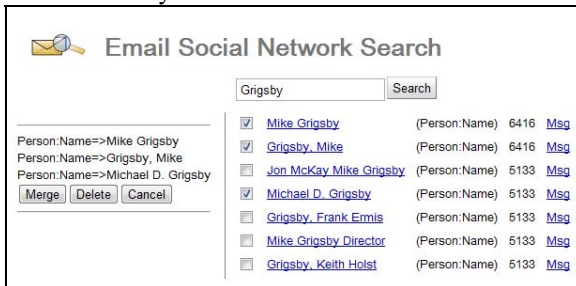 Email Social Network Search
Grigsby Search
Person:Name=>Mike Grigsby
Person:Name=>Grigsby, Mike
Person:Name=>Michael D. Grigsby
Merge Delete Cancel
Mike Grigsby (Person:Name) 6416 Msg
Grigsby, Mike (Person:Name) 6416 Msg
Jon McKay Mike Grigsby (Person:Name) 5133 Msg
Michael D. Grigsby (Person:Name) 5133 Msg
Grigsby, Frank Ermis (Person:Name) 5133 Msg
Mike Grigsby Director (Person:Name) 5133 Msg
Grigsby, Keith Holst (Person:Name) 5133 Msg